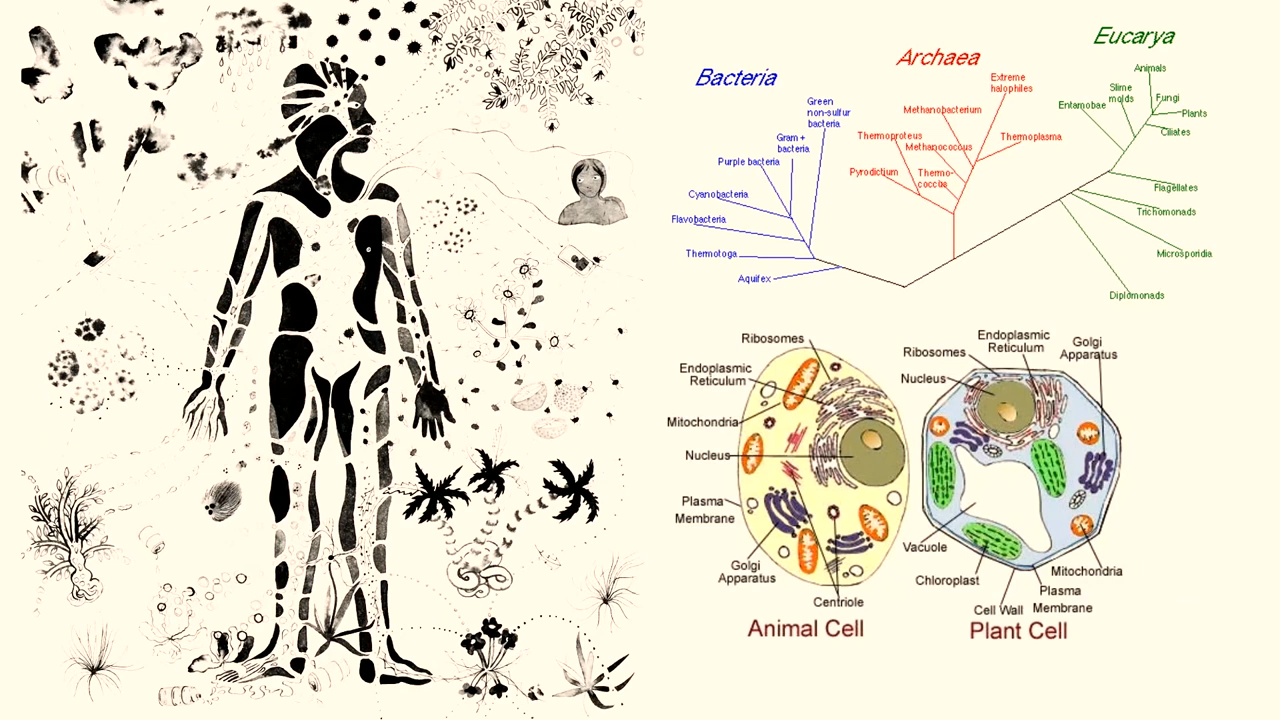 Eucarya
Archaea
Bacteria
Animals
Extreme
halophiles
Slime
molds
Fungi
Entamobae
Plants
Green
non-sulfur
bacteria
Methanobacterium
Ciliates
Gram+
bacteria
Thermoproteus
Methanococcus
Thermoplasma
Purple bacteria
Pyrodictium
Thermo-
coccus
Cyanobacteria
Flagellates
Flavobacteria
Trichomonads
Thermotoga
Microsporidia
Aquifex
Diplomonads
Ribosomes
Endoplasmic
Reticulum
Mitochondria
Nucleus
Plasma
Membrane
Golgi
Apparatus
Centriole
Animal Cell
Endoplasmic
Reticulum
Golgi
Apparatus
Ribosomes
Nucleus
Vacuole
Chloroplast
Mitochondria
Cell Wall
Plasma
Membrane
Plant Cell